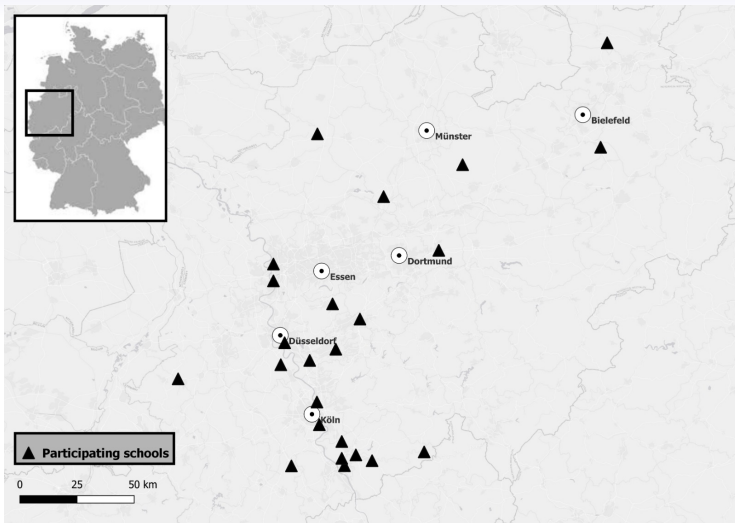 Bielefeld
Münster
Dortmund
Essen
Düsseldorf
Köln
Participating schools
0 25 50 km